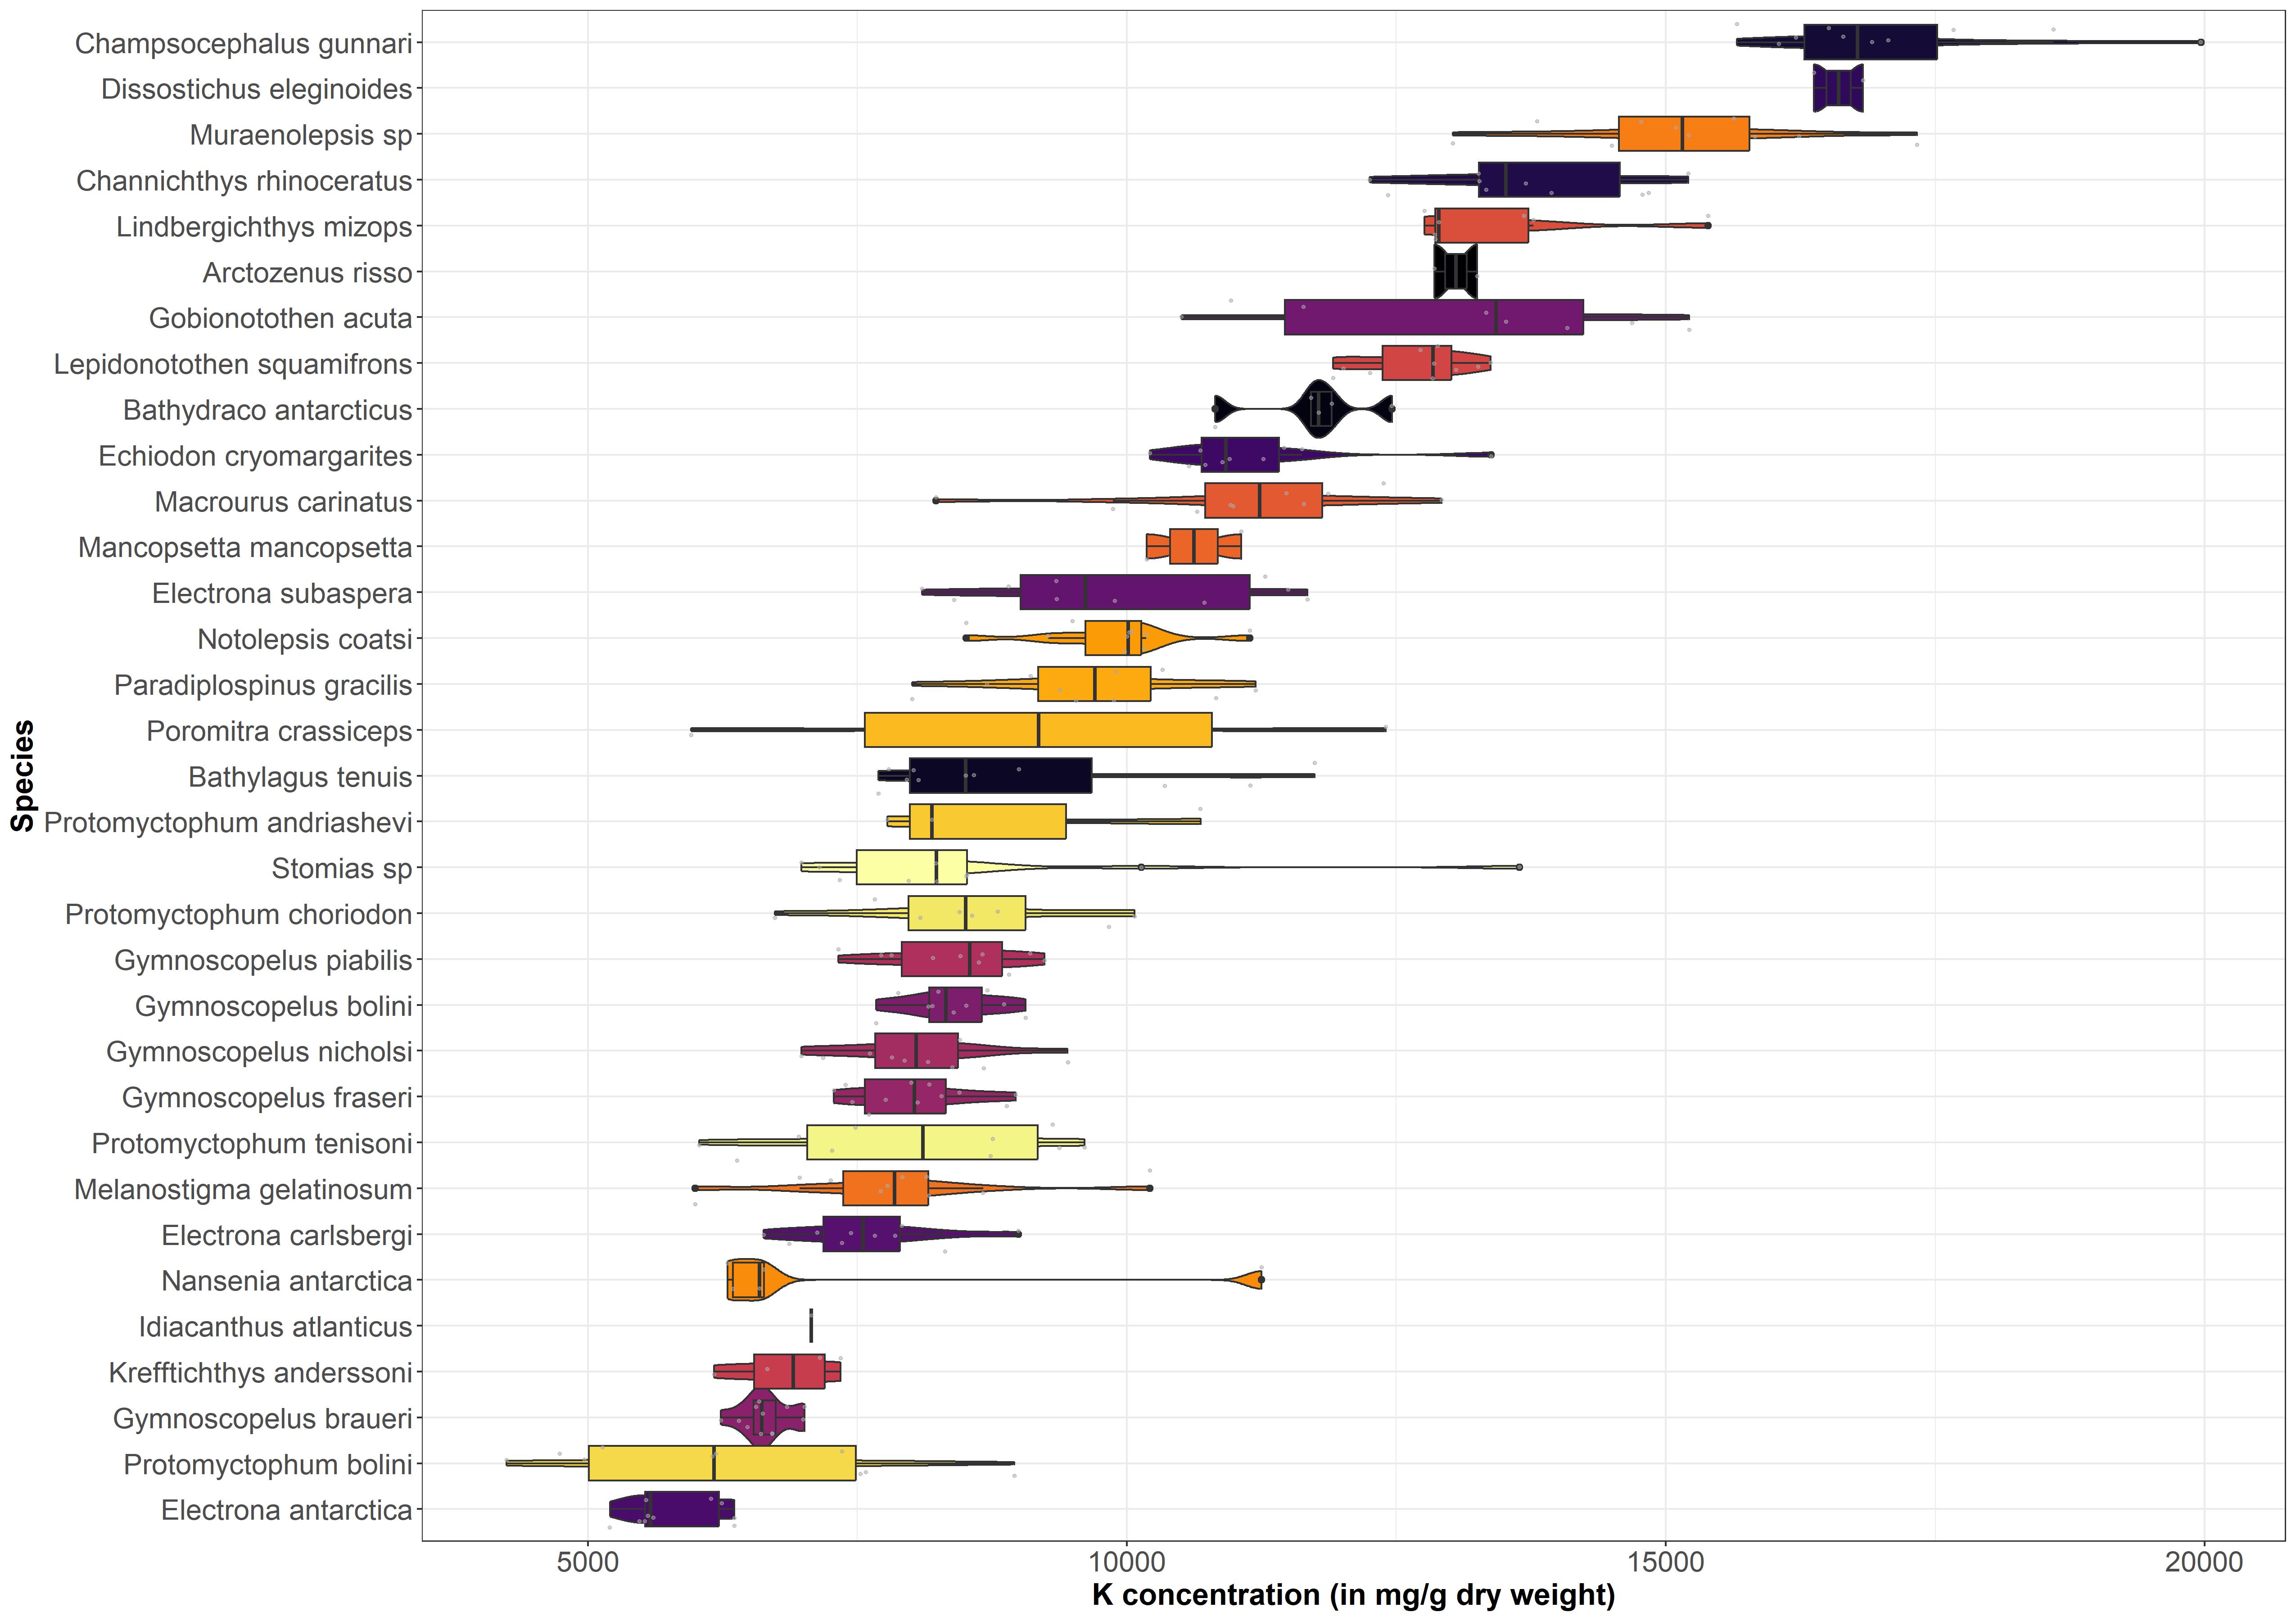 Champsocephalus gunnari
Dissostichus eleginoides
Muraenolepsis sp
Channichthys rhinoceratus
Lindbergichthys mizops
Arctozenus risso
Gobionotothen acuta
Lepidonotothen squamifrons
Bathydraco antarcticus
Echiodon cryomargarites
Macrourus carinatus
Mancopsetta mancopsetta
Electrona subaspera
Notolepsis coatsi
Paradiplospinus gracilis
Poromitra crassiceps
Bathylagus tenuis
Protomyctophum andriashevi
Stomias sp
Protomyctophum choriodon
Gymnoscopelus piabilis
Gymnoscopelus bolini
Gymnoscopelus nicholsi
Gymnoscopelus fraseri
Protomyctophum tenisoni
Melanostigma gelatinosum
Electrona carlsbergi
Nansenia antarctica
Idiacanthus atlanticus
Krefftichthys anderssoni
Gymnoscopelus braueri
Protomyctophum bolini
Electrona antarctica
Species
5000 10000 15000 20000
K concentration (in mg/g dry weight)